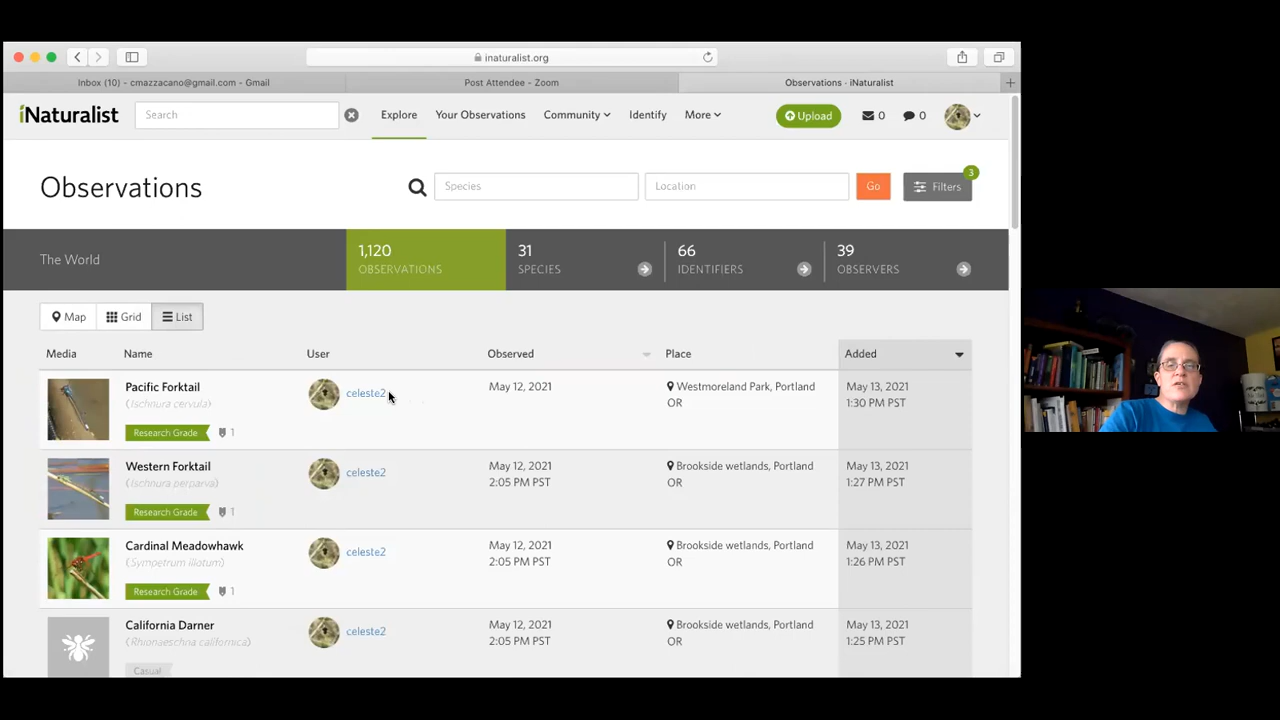 inaturalist.org
Inbox (10) - cmazzacano@gmail.com - Gmail
Post Attendee - Zoom
Observations · iNaturalist
iNaturalist
Search
Explore
Your Observations
Community
Identify
More
Upload
0
0
Observations
Species
Location
Go
Filters
3
The World
1,120
OBSERVATIONS
31
SPECIES
66
IDENTIFIERS
39
OBSERVERS
Map
Grid
List
Media
Name
User
Observed
Place
Added
Pacific Forktail
(Ischnura cervula)
Research Grade
1
celeste2
May 12, 2021
Westmoreland Park, Portland
OR
May 13, 2021
1:30 PM PST
Western Forktail
(Ischnura perparva)
Research Grade
1
celeste2
May 12, 2021
2:05 PM PST
Brookside wetlands, Portland
OR
May 13, 2021
1:27 PM PST
Cardinal Meadowhawk
(Sympetrum illotum)
Research Grade
1
celeste2
May 12, 2021
2:05 PM PST
Brookside wetlands, Portland
OR
May 13, 2021
1:26 PM PST
California Darner
(Rhionaeschna californica)
Casual
celeste2
May 12, 2021
2:05 PM PST
Brookside wetlands, Portland
OR
May 13, 2021
1:25 PM PST